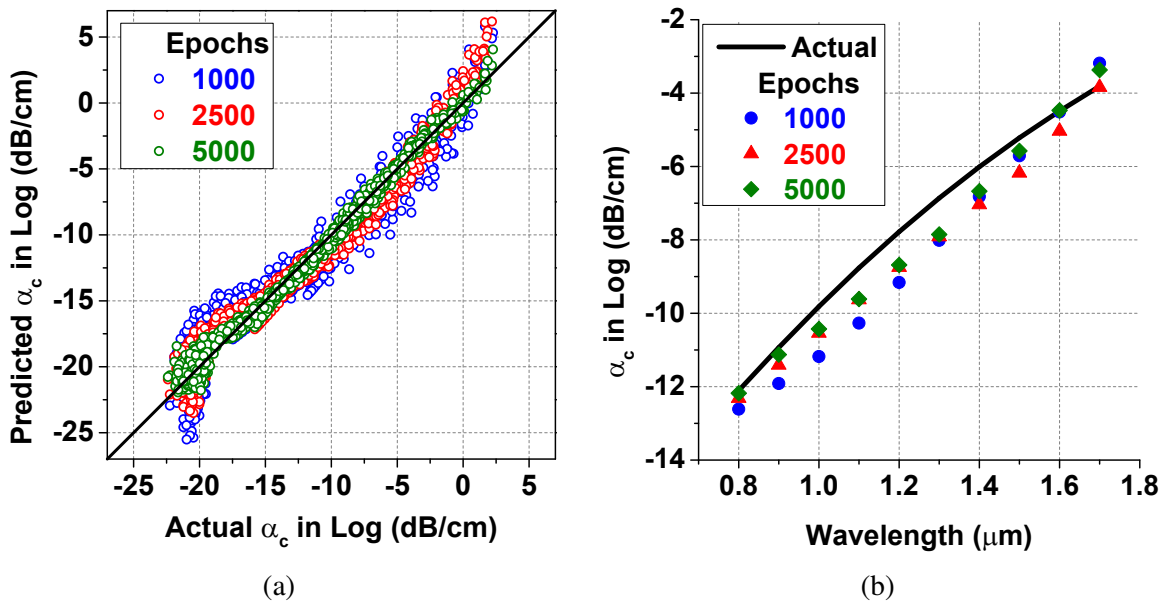 Predicted α_c in Log (dB/cm)
5
0
-5
-10
-15
-20
-25
Epochs
1000
2500
5000
-25 -20 -15 -10 -5 0 5
Actual α_c in Log (dB/cm)
(a)
α_c in Log (dB/cm)
-2
-4
-6
-8
-10
-12
-14
Actual
Epochs
1000
2500
5000
0.8 1.0 1.2 1.4 1.6 1.8
Wavelength (μm)
(b)